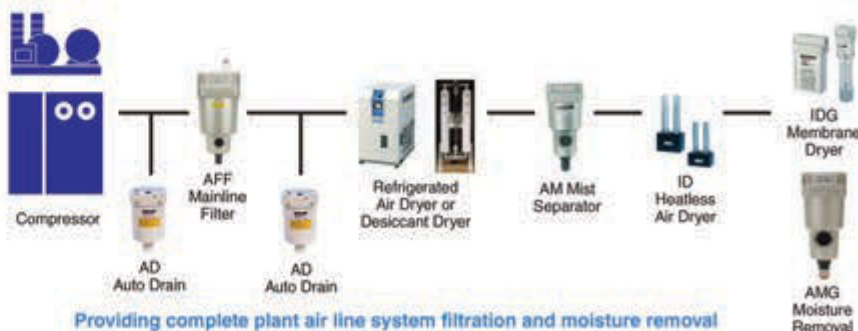 Compressor
AD
Auto Drain
AFF
Mainline
Filter
AD
Auto Drain
Refrigerated
Air Dryer or
Desiccant Dryer
AM Mist
Separator
ID
Heatless
Air Dryer
IDG
Membrane
Dryer
AMG
Moisture
Removal
Providing complete plant air line system filtration and moisture removal